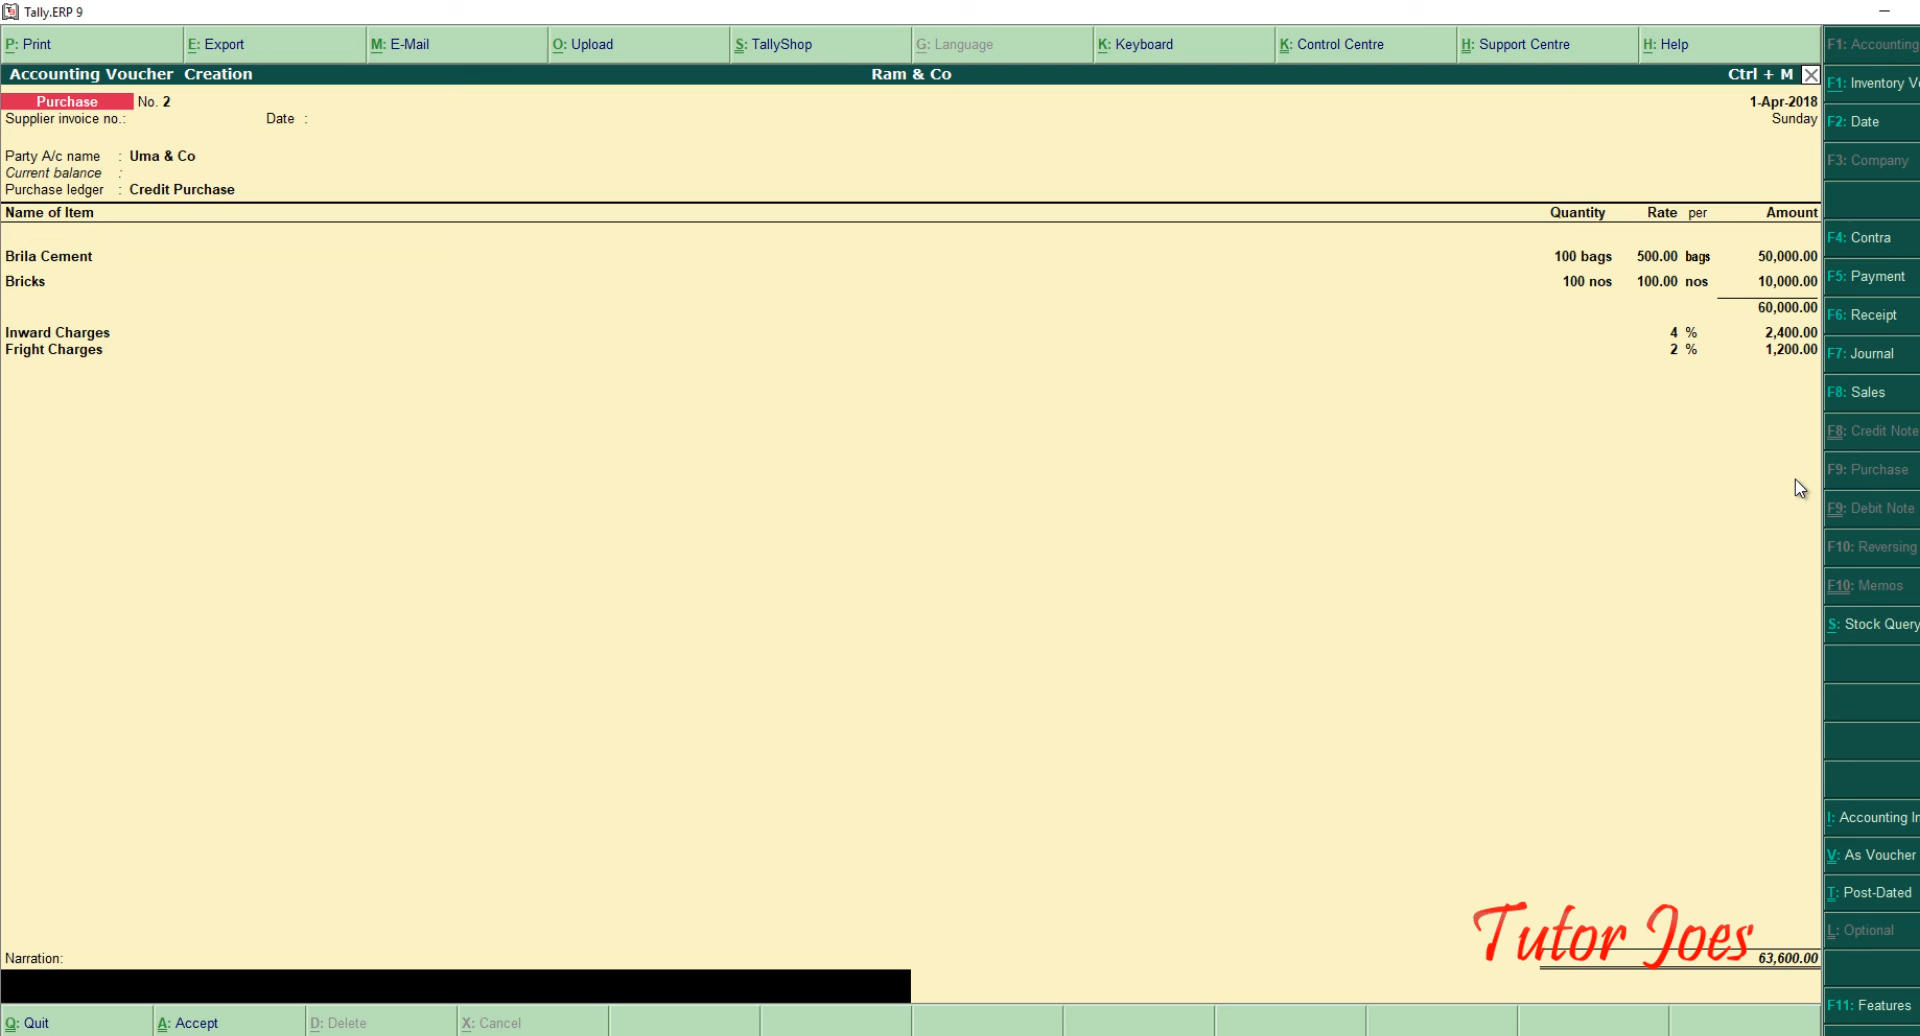 Tally.ERP 9
P: Print E: Export M: E-Mail O: Upload S: TallyShop G: Language K: Keyboard K: Control Centre H: Support Centre H: Help
F1: Accounting
Accounting Voucher Creation Ram & Co Ctrl + M
F1: Inventory
Purchase No. 2 1-Apr-2018
Supplier invoice no.: Date : Sunday
F2: Date
Party A/c name : Uma & Co
F3: Company
Current balance :
Purchase ledger : Credit Purchase
Name of Item Quantity Rate per Amount
F4: Contra
Brila Cement 100 bags 500.00 bags 50,000.00
F5: Payment
Bricks 100 nos 100.00 nos 10,000.00
60,000.00
F6: Receipt
Inward Charges 4 % 2,400.00
Fright Charges 2 % 1,200.00
F7: Journal
F8: Sales
F8: Credit Note
F9: Purchase
F9: Debit Note
F10: Reversing
F10: Memos
S: Stock Query
I: Accounting
V: As Voucher
T: Post-Dated
L: Optional
Tutor Joes
Narration: 63,600.00
F11: Features
Q: Quit A: Accept D: Delete X: Cancel